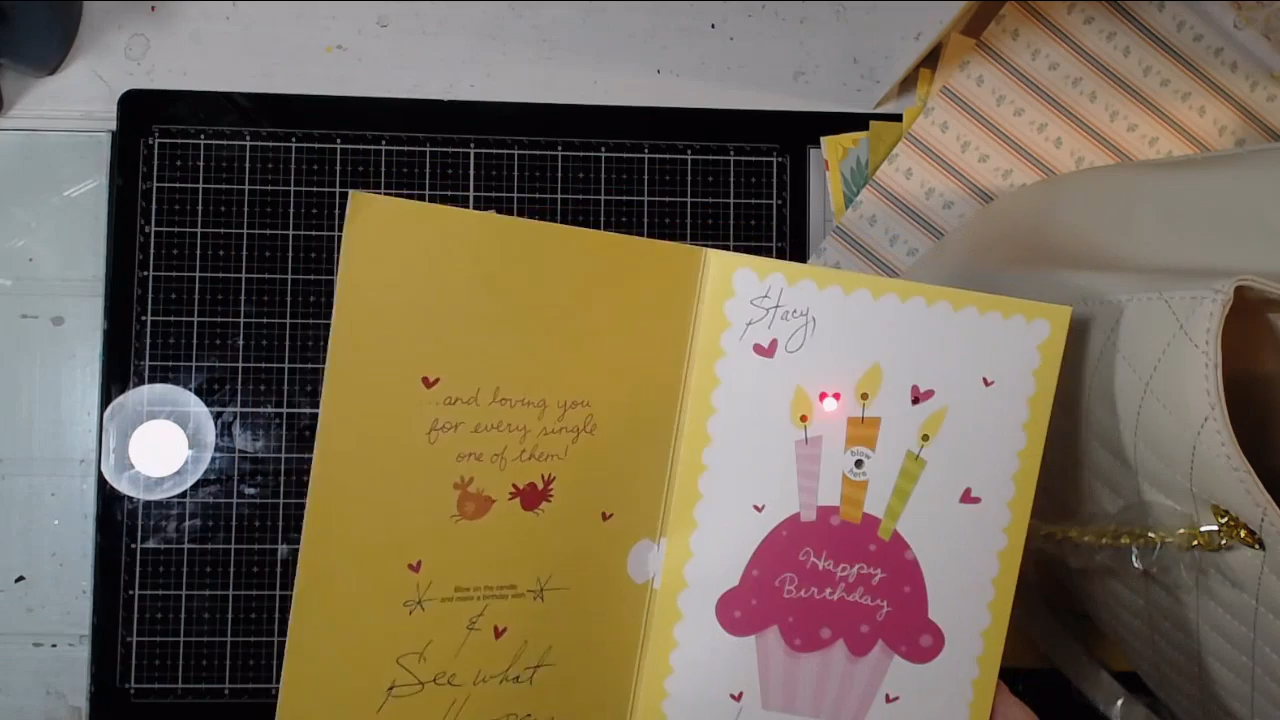 ..and loving you
for every single
one of them!
Blow on the candle
and make a birthday wish
&
See what
Stacy,
blow
here
Happy
Birthday